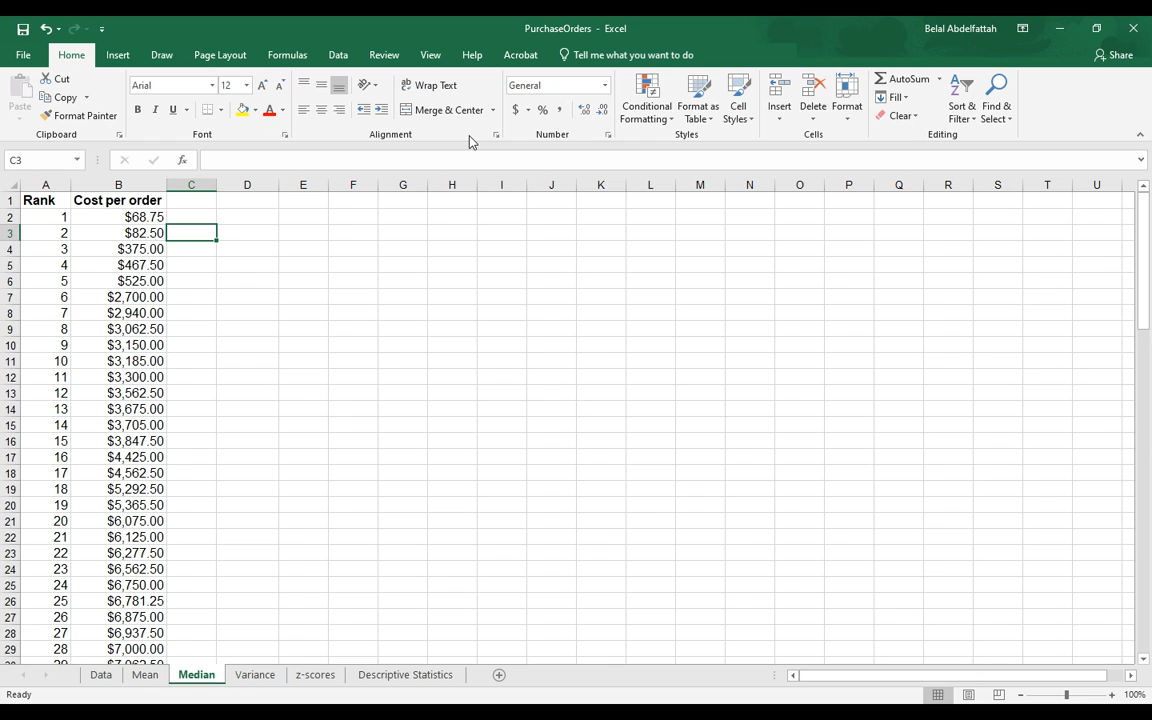 PurchaseOrders - Excel
Belal Abdelfattah
File Home Insert Draw Page Layout Formulas Data Review View Help Acrobat Tell me what you want to do Share
Paste
Cut
Copy
Format Painter
Clipboard
Arial 12
B I U
Font
Wrap Text
Merge & Center
Alignment
General
$ % ,
Number
Conditional Formatting
Format as Table
Cell Styles
Styles
Insert Delete Format
Cells
AutoSum
Fill
Clear
Sort & Filter
Find & Select
Editing
C3 fx
A B C D E F G H I J K L M N O P Q R S T U
1 Rank Cost per order
2 1 $68.75
3 2 $82.50
4 3 $375.00
5 4 $467.50
6 5 $525.00
7 6 $2,700.00
8 7 $2,940.00
9 8 $3,062.50
10 9 $3,150.00
11 10 $3,185.00
12 11 $3,300.00
13 12 $3,562.50
14 13 $3,675.00
15 14 $3,705.00
16 15 $3,847.50
17 16 $4,425.00
18 17 $4,562.50
19 18 $5,292.50
20 19 $5,365.50
21 20 $6,075.00
22 21 $6,125.00
23 22 $6,277.50
24 23 $6,562.50
25 24 $6,750.00
26 25 $6,781.25
27 26 $6,875.00
28 27 $6,937.50
29 28 $7,000.00
Data Mean Median Variance z-scores Descriptive Statistics
Ready
100%